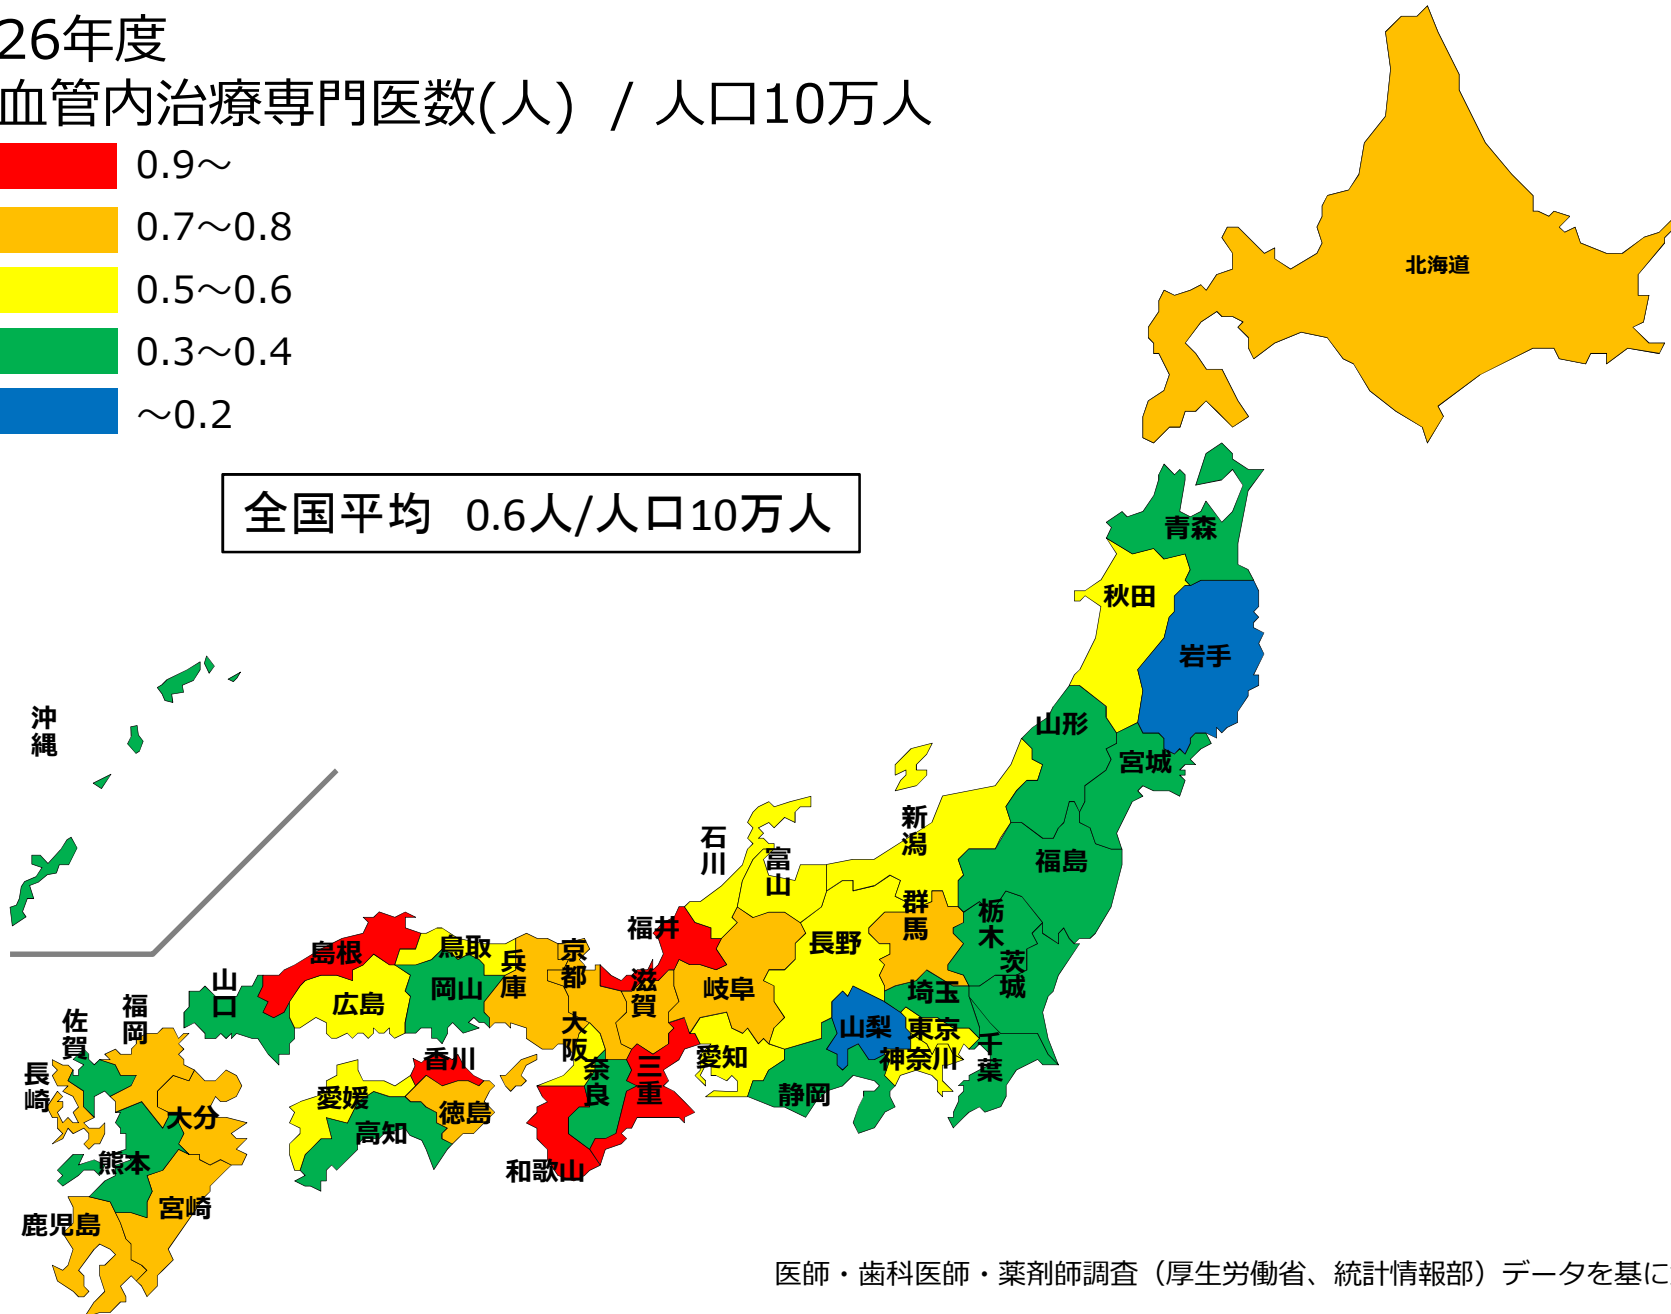 26年度
血管内治療専門医数(人) / 人口10万人
0.9～
0.7～0.8
0.5～0.6
0.3～0.4
～0.2
全国平均 0.6人/人口10万人
北海道
青森
秋田
岩手
山形
宮城
福島
新潟
石川
富山
福井
群馬
栃木
茨城
長野
岐阜
埼玉
山梨
東京
神奈川
千葉
静岡
愛知
三重
滋賀
京都
兵庫
大阪
奈良
和歌山
鳥取
島根
岡山
広島
山口
香川
徳島
愛媛
高知
福岡
佐賀
長崎
大分
熊本
宮崎
鹿児島
沖縄
医師・歯科医師・薬剤師調査（厚生労働省、統計情報部）データを基に